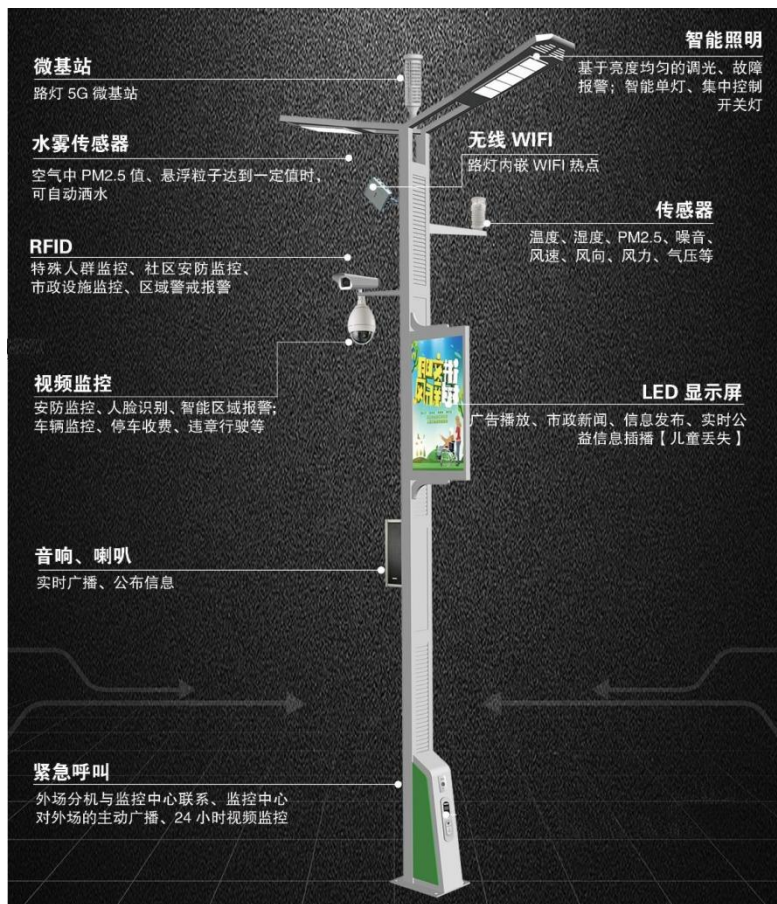 微基站
路灯 5G 微基站
水雾传感器
空气中 PM2.5 值、悬浮粒子达到一定值时，
可自动洒水
RFID
特殊人群监控、社区安防监控、
市政设施监控、区域警戒报警
视频监控
安防监控、人脸识别、智能区域报警；
车辆监控、停车收费、违章行驶等
音响、喇叭
实时广播、公布信息
紧急呼叫
外场分机与监控中心联系、监控中心
对外场的主动广播、24 小时视频监控
智能照明
基于亮度均匀的调光、故障
报警；智能单灯、集中控制
开关灯
无线 WIFI
路灯内嵌 WIFI 热点
传感器
温度、湿度、PM2.5、噪音、
风速、风向、风力、气压等
LED 显示屏
广告播放、市政新闻、信息发布、实时公
益信息插播【儿童丢失】